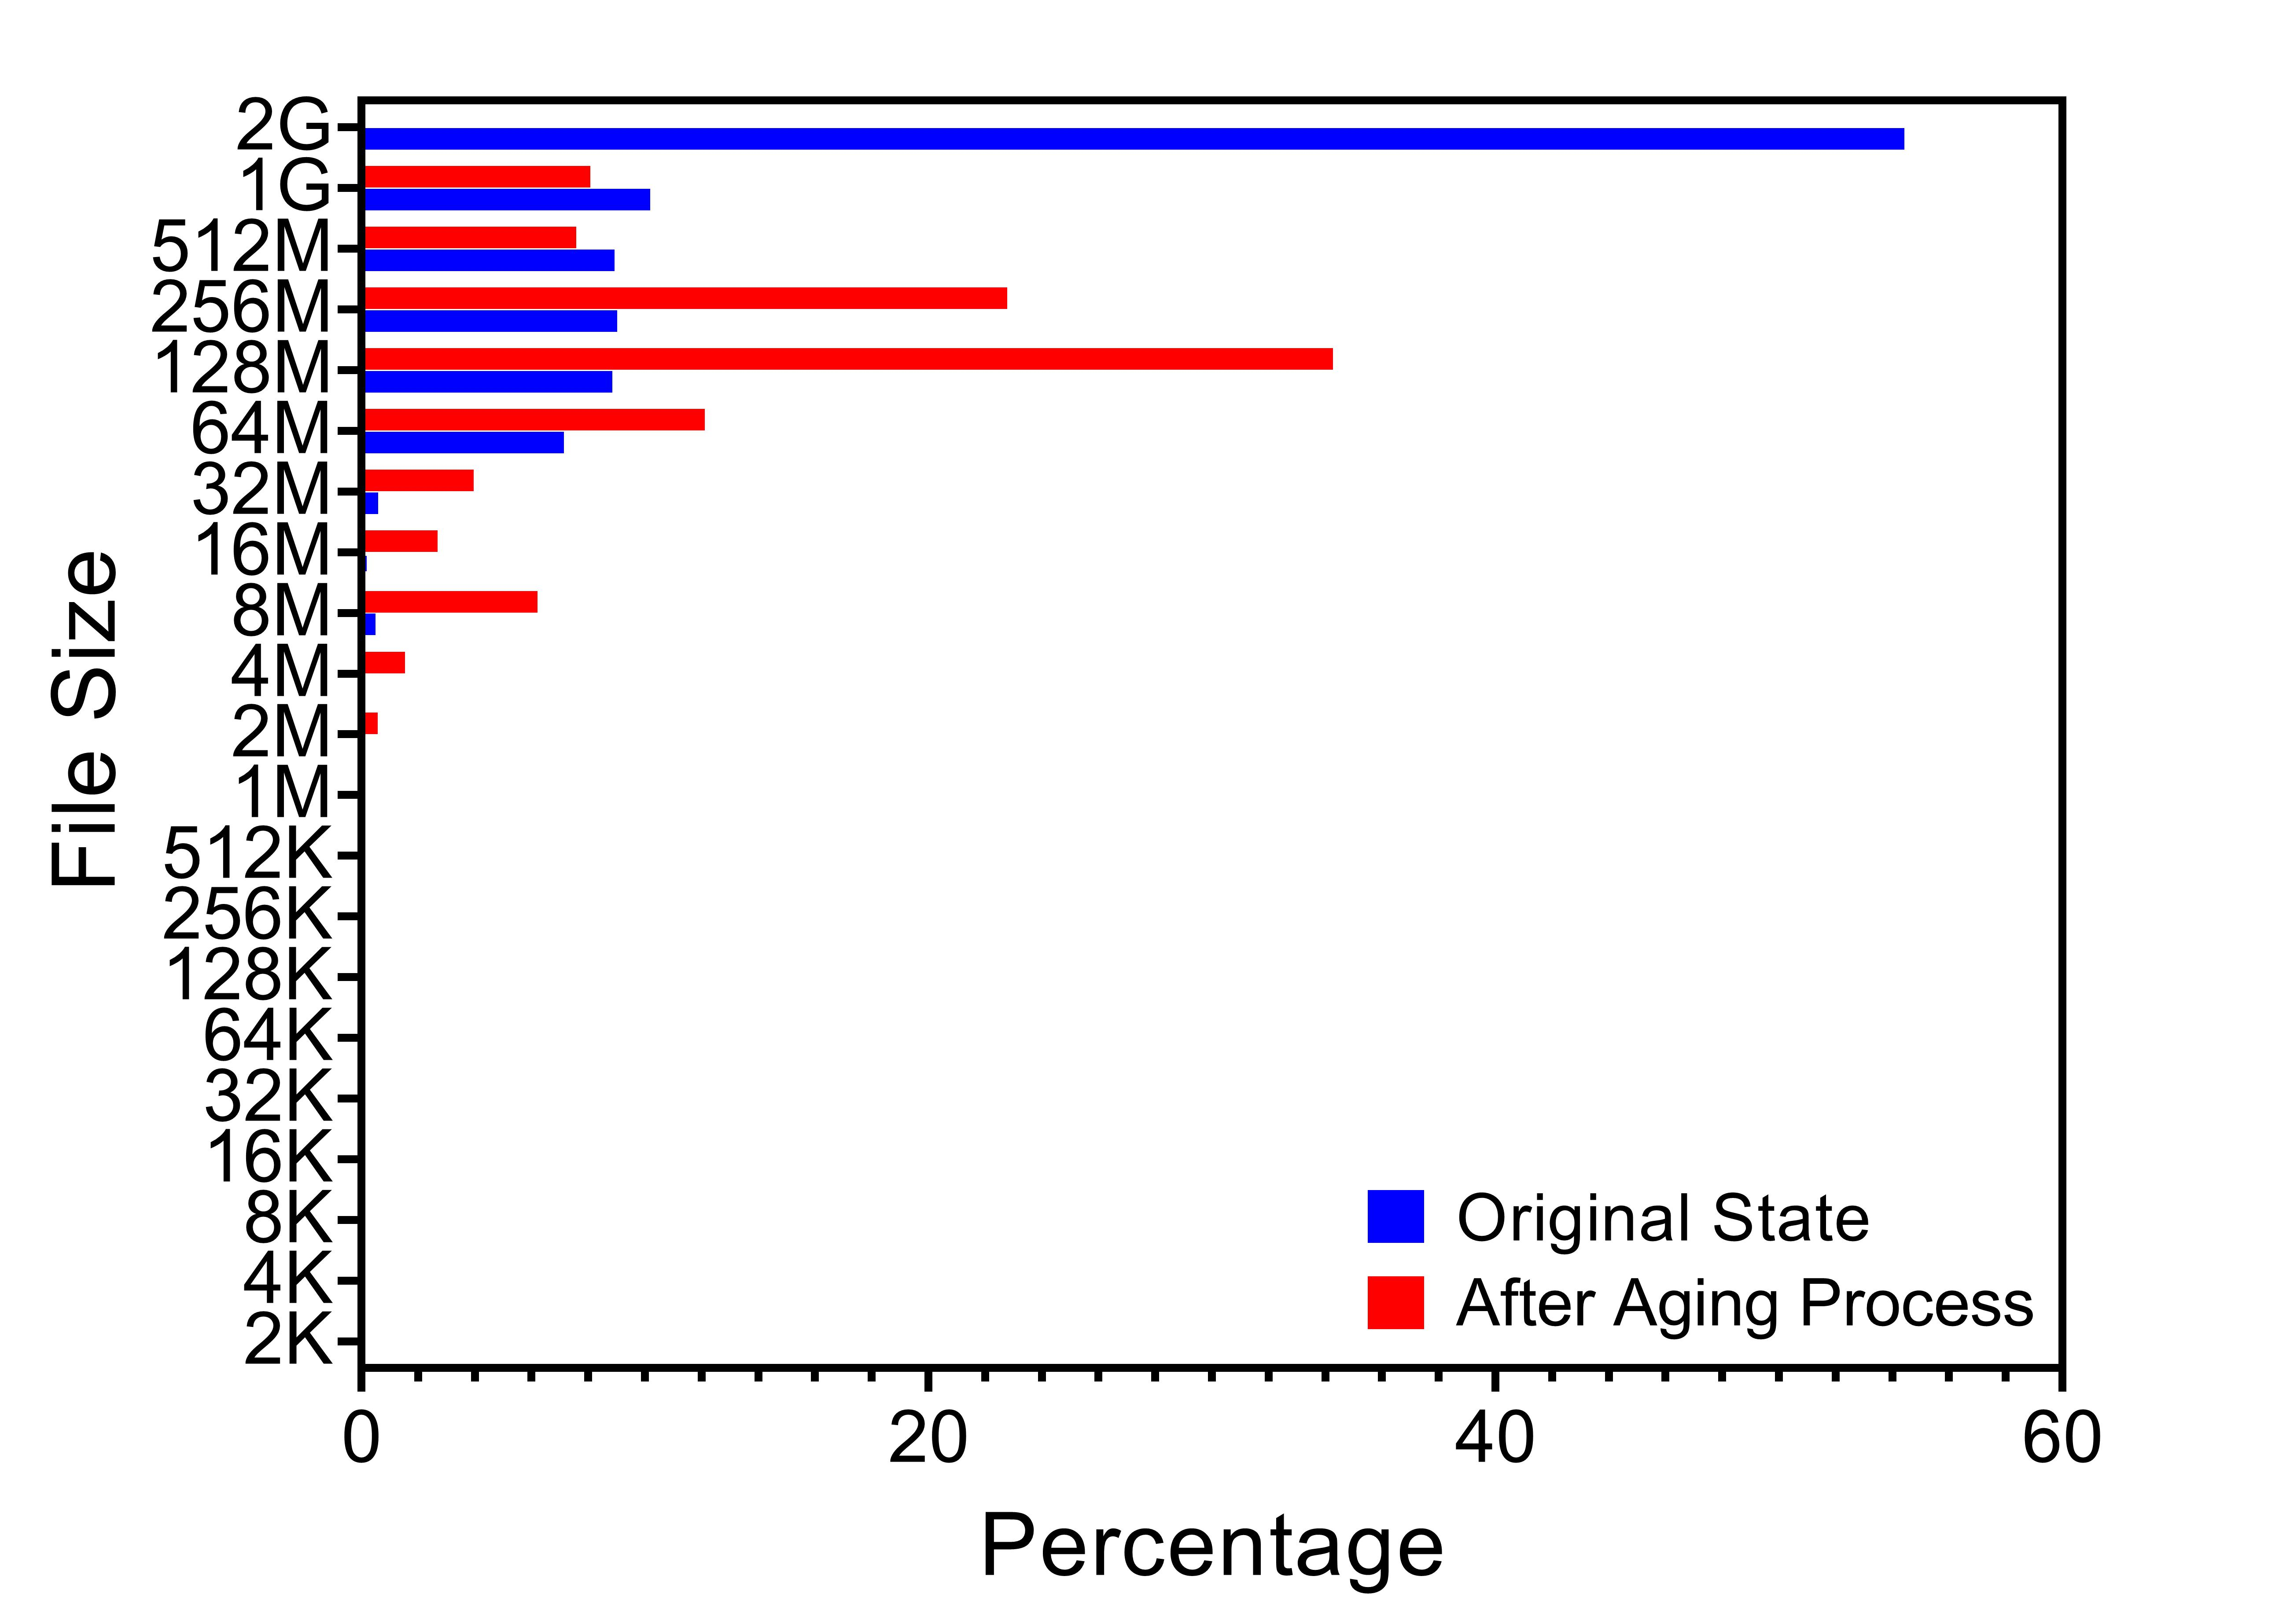 2G
1G
512M
256M
128M
64M
32M
16M
8M
4M
2M
1M
512K
256K
128K
64K
32K
16K
8K
4K
2K
File Size
Original State
After Aging Process
0 20 40 60
Percentage